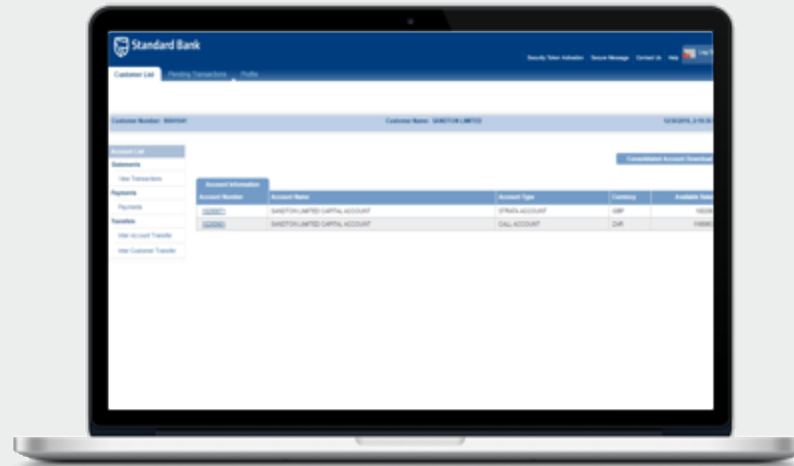 Standard Bank
Security Token Activation Secure Message Contact Us Help
Customer List Pending Transactions Profile
Customer Number Customer Name SANDTON LIMITED
Account List
Consolidated Account Download
Statements
View Transactions
Account Information
Payments
Account Number Account Name Account Type Currency Available
Payments
SANDTON LIMITED CAPITAL ACCOUNT STRATA ACCOUNT GBP
Transfers
SANDTON LIMITED CAPITAL ACCOUNT CALL ACCOUNT ZAR
Inter Account Transfer
Inter Customer Transfer